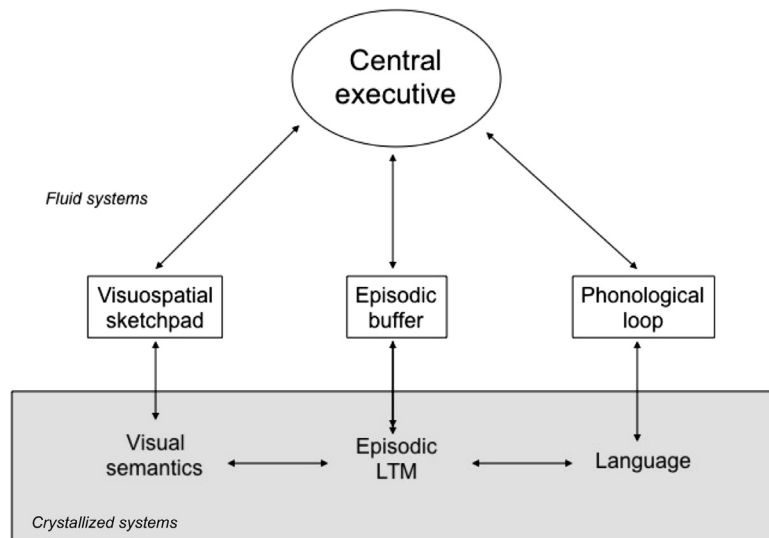 Central
executive
Fluid systems
Visuospatial
sketchpad
Episodic
buffer
Phonological
loop
Visual
semantics
Episodic
LTM
Language
Crystallized systems